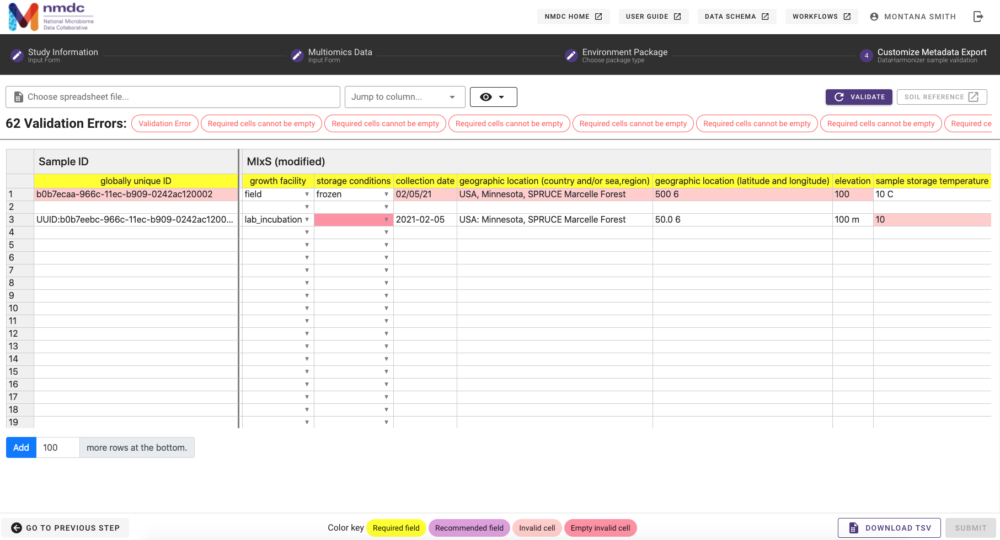 nmdc
National Microbiome
Data Collaborative
NMDC HOME USER GUIDE DATA SCHEMA WORKFLOWS MONTANA SMITH
Study Information
Input Form
Multiomics Data
Input Form
Environment Package
Choose package type
4 Customize Metadata Export
DataHarmonizer sample validation
Choose spreadsheet file... Jump to column... VALIDATE SOIL REFERENCE
62 Validation Errors: Validation Error Required cells cannot be empty Required cells cannot be empty Required cells cannot be empty Required cells cannot be empty Required cells cannot be empty Required cells cannot be empty Required ce
Sample ID MIxS (modified)
globally unique ID growth facility storage conditions collection date geographic location (country and/or sea,region) geographic location (latitude and longitude) elevation sample storage temperature
1 b0b7ecaa-966c-11ec-b909-0242ac120002 field frozen 02/05/21 USA, Minnesota, SPRUCE Marcelle Forest 500 6 100 10 C
2
3 UUID:b0b7eebc-966c-11ec-b909-0242ac1200... lab_incubation 2021-02-05 USA: Minnesota, SPRUCE Marcelle Forest 50.0 6 100 m 10
4
5
6
7
8
9
10
11
12
13
14
15
16
17
18
19
Add 100 more rows at the bottom.
GO TO PREVIOUS STEP Color key Required field Recommended field Invalid cell Empty invalid cell DOWNLOAD TSV SUBMIT